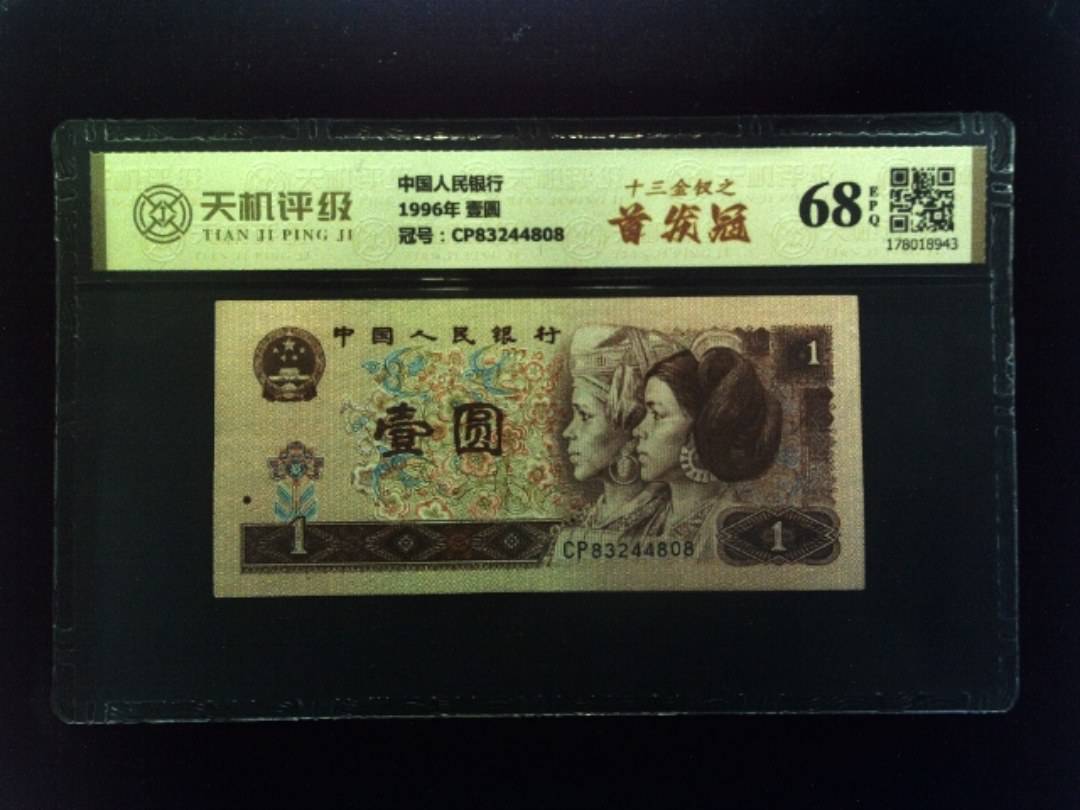 天机评级
TIAN JI PING JI
中国人民银行
1996年 壹圆
冠号：CP83244808
十三金钗之
首发冠
68
EPQ
178018943
中国人民银行
壹圆
1
1
CP83244808
1